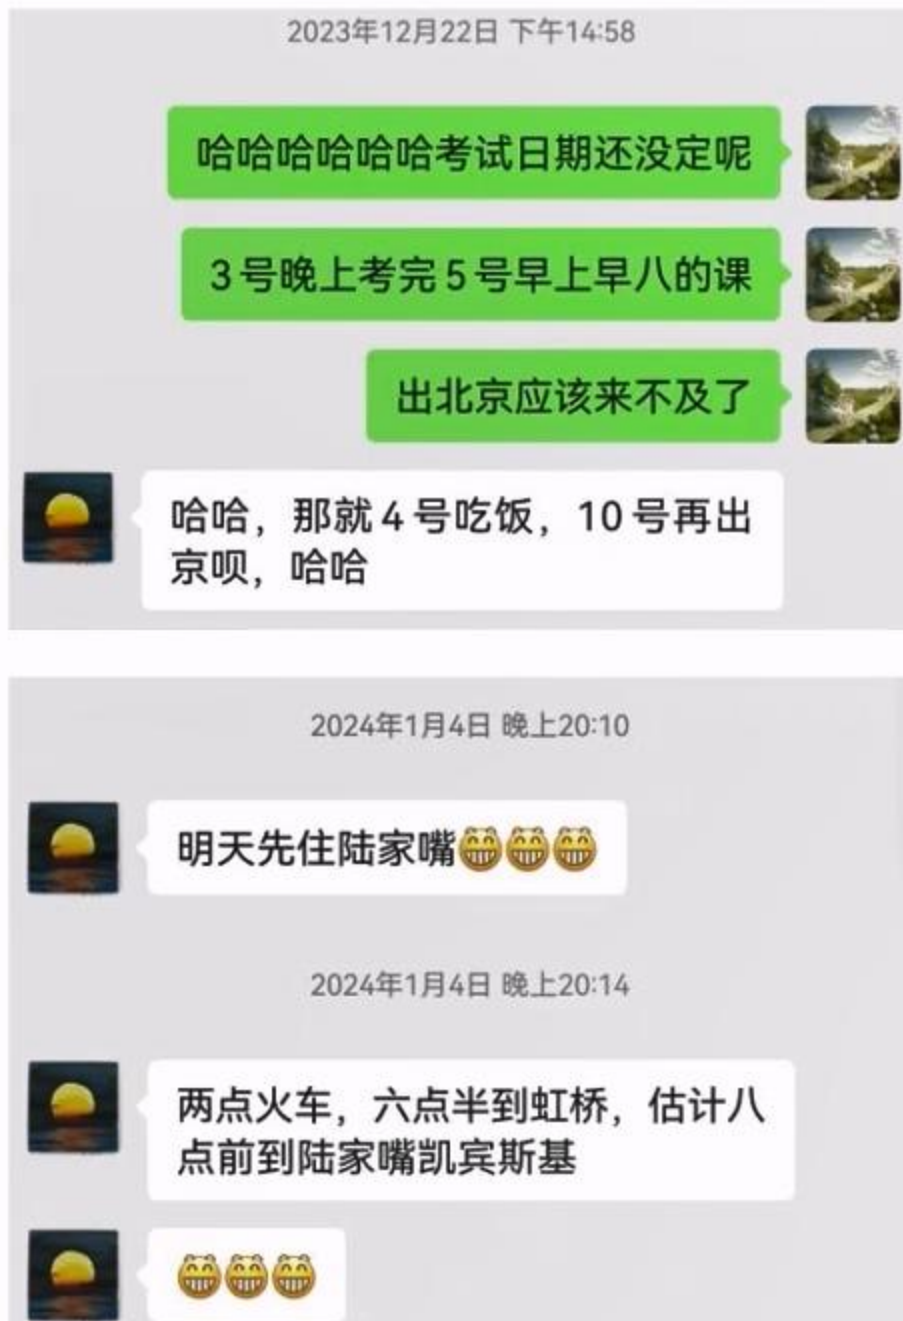 2023年12月22日 下午14:58
哈哈哈哈哈哈考试日期还没定呢
3号晚上考完5号早上早八的课
出北京应该来不及了
哈哈，那就4号吃饭，10号再出
京呗，哈哈
2024年1月4日 晚上20:10
明天先住陆家嘴😁😁😁
2024年1月4日 晚上20:14
两点火车，六点半到虹桥，估计八
点前到陆家嘴凯宾斯基
😁😁😁